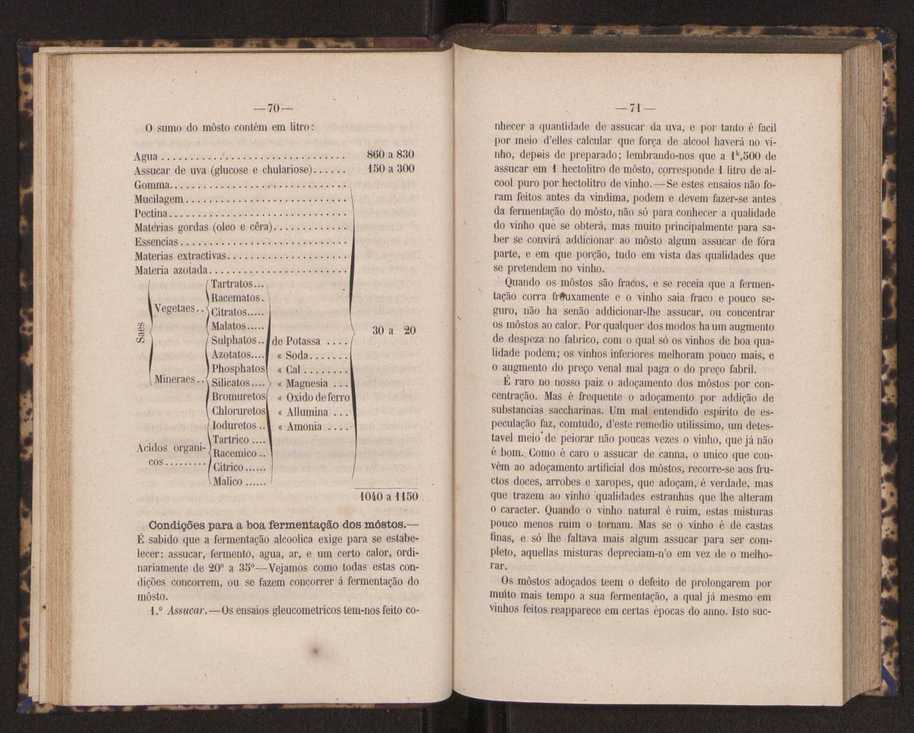 —70—
O sumo do môsto contém em litro:
Agua . . . . . . . . . . . . . . . . . . . . . . . . . . . . . . . . 860 a 830
Assucar de uva (glucose e chulariose). . . . . . 150 a 300
Gomma. . . . . . . . . . . . . . . . . . . . . . . . . . . . . . .
Mucilagem. . . . . . . . . . . . . . . . . . . . . . . . . . . .
Pectina. . . . . . . . . . . . . . . . . . . . . . . . . . . . . . .
Matérias gordas (oleo e cêra). . . . . . . . . . . . .
Essencias . . . . . . . . . . . . . . . . . . . . . . . . . . . . .
Materias extractivas. . . . . . . . . . . . . . . . . . . . .
Materia azotada. . . . . . . . . . . . . . . . . . . . . . . .
Saes
Vegetaes. .
Tartratos. . .
Racematos.
Citratos. . . . .
Malatos. . . . .
Mineraes. .
Sulphatos. .
Azotatos. . . .
Phosphatos
Silicatos. . . .
Bromuretos
Chloruretos
Ioduretos . .
de Potassa . . . .
« Soda. . . . . . .
« Cal . . . . . . . .
« Magnesia . . .
« Oxido de ferro
« Allumina . . .
« Amonia . . . .
30 a 20
Acidos organi-
cos. . . . . . . . .
Tartrico . . . .
Racemico . .
Citrico . . . . . .
Malico . . . . . .
1040 a 1150
Condições para a boa fermentação dos móstos.—
É sabido que a fermentação alcoolica exige para se estabe-
lecer: assucar, fermento, agua, ar, e um certo calor, ordi-
nariamente de 20º a 35º—Vejamos como todas estas con-
dições concorrem, ou se fazem concorrer á fermentação do
môsto.
1.º Assucar.—Os ensaios gleucometricos tem-nos feito co-
—71—
nhecer a quantidade de assucar da uva, e por tanto é facil
por meio d'elles calcular que força de alcool haverá no vi-
nho, depois de preparado; lembrando-nos que a 1k,500 de
assucar em 1 hectolitro de môsto, corresponde 1 litro de al-
cool puro por hectolitro de vinho.—Se estes ensaios não fo-
ram feitos antes da vindima, podem e devem fazer-se antes
da fermentação do môsto, não só para conhecer a qualidade
do vinho que se obterá, mas muito principalmente para sa-
ber se convirá addicionar ao môsto algum assucar de fóra
parte, e em que porção, tudo em vista das qualidades que
se pretendem no vinho.
Quando os môstos são fracos, e se receia que a fermen-
tação corra frouxamente e o vinho saia fraco e pouco se-
guro, não ha senão addicionar-lhe assucar, ou concentrar
os môstos ao calor. Por qualquer dos modos ha um augmento
de despeza no fabrico, com o qual só os vinhos de boa qua-
lidade podem; os vinhos inferiores melhoram pouco mais, e
o augmento do preço venal mal paga o do preço fabril.
É raro no nosso paiz o adoçamento dos môstos por con-
centração. Mas é frequente o adoçamento por addição de
substancias saccharinas. Um mal entendido espirito de es-
peculação faz, comtudo, d'este remedio utilissimo, um detes-
tavel meio de peiorar não poucas vezes o vinho, que já não
é bom. Como é caro o assucar de canna, o unico que con-
vêm ao adoçamento artificial dos môstos, recorre-se aos fru-
ctos doces, arrobes e xaropes, que adoçam, é verdade, mas
que trazem ao vinho qualidades estranhas que lhe alteram
o caracter. Quando o vinho natural é ruim, estas misturas
pouco menos ruim o tornam. Mas se o vinho é de castas
finas, e só lhe faltava mais algum assucar para ser com-
pleto, aquellas misturas depreciam-n'o em vez de o melho-
rar.
Os môstos adoçados teem o defeito de prolongarem por
muito mais tempo a sua fermentação, a qual já mesmo em
vinhos feitos reapparece em certas épocas do anno. Isto suc-